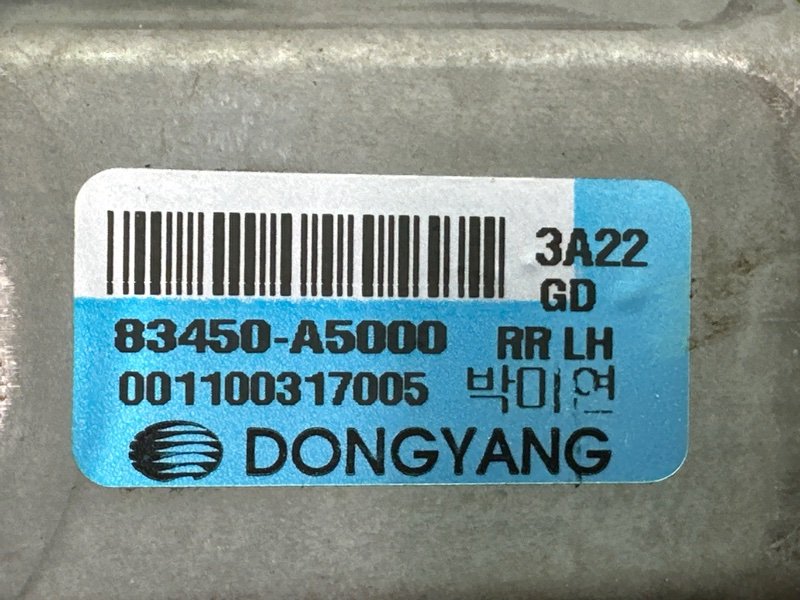 3A22
GD
83450-A5000 RR LH
001100317005 박미연
DONGYANG